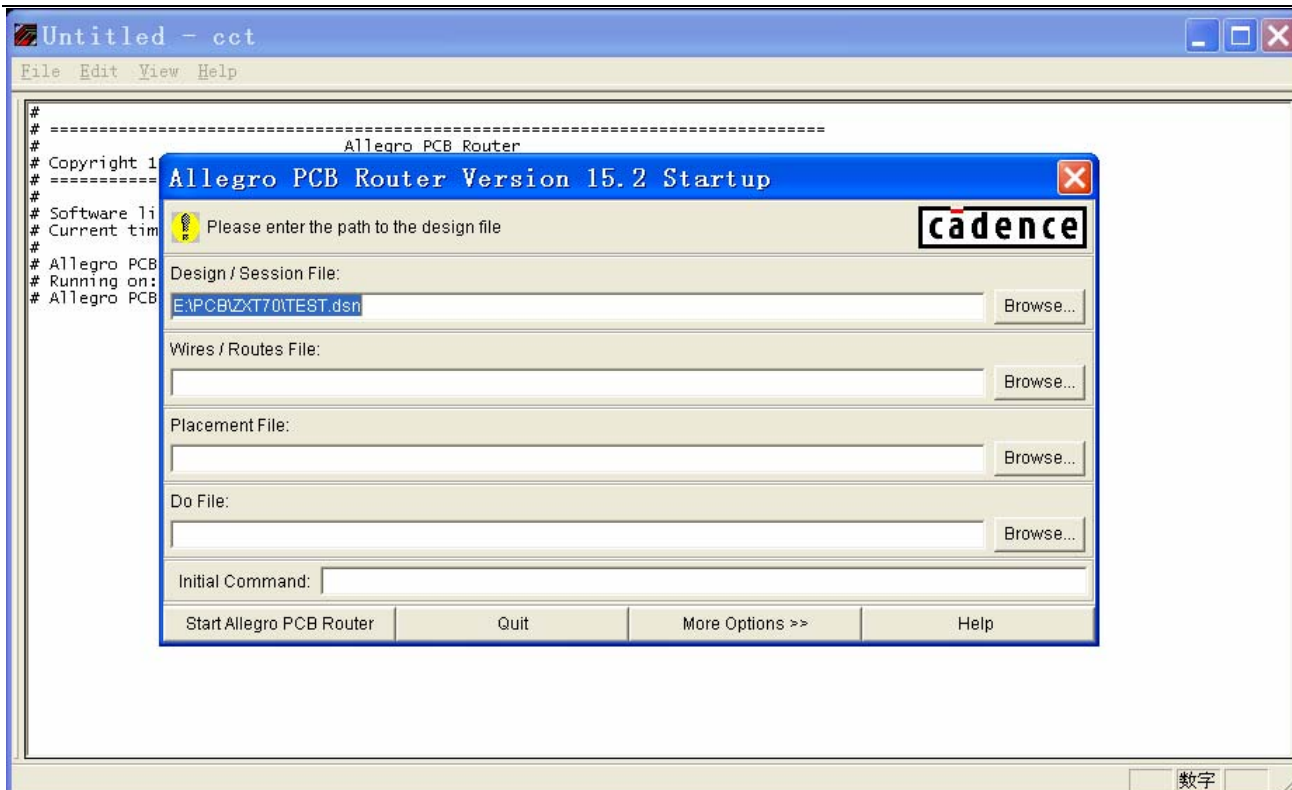 Untitled - cct
File Edit View Help
#
# ===============================================================================
# Allegro PCB Router
# Copyright 1
# ===========
#
# Software li
# Current tim
#
# Allegro PCB
# Running on:
# Allegro PCB
Allegro PCB Router Version 15.2 Startup
Please enter the path to the design file
cadence
Design / Session File:
E:\PCB\ZXT70\TEST.dsn
Browse...
Wires / Routes File:
Browse...
Placement File:
Browse...
Do File:
Browse...
Initial Command:
Start Allegro PCB Router Quit More Options >> Help
数字